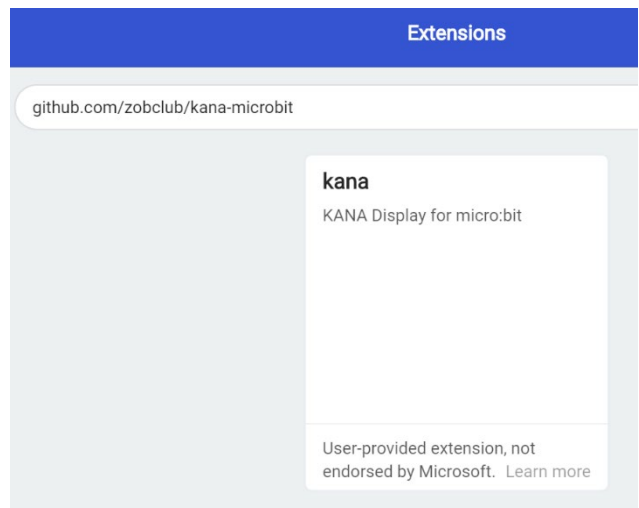 Extensions
github.com/zobclub/kana-microbit
kana
KANA Display for micro:bit
User-provided extension, not
endorsed by Microsoft. Learn more